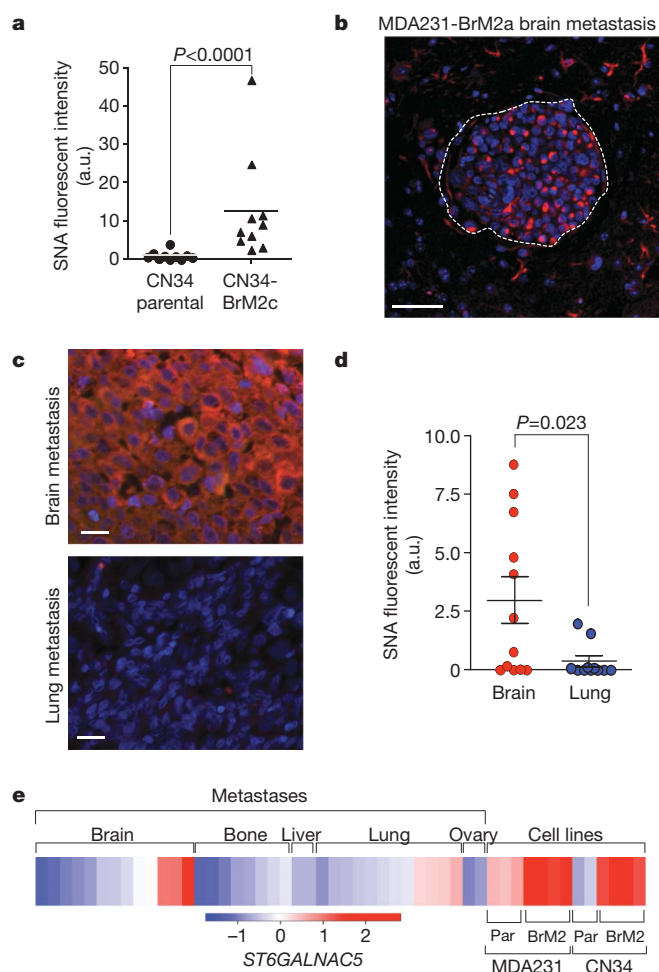 a
P<0.0001
SNA fluorescent intensity
(a.u.)
50
40
30
20
10
0
CN34
parental
CN34-
BrM2c
b
MDA231-BrM2a brain metastasis
c
Brain metastasis
Lung metastasis
d
P=0.023
SNA fluorescent intensity
(a.u.)
10.0
7.5
5.0
2.5
0
Brain
Lung
e
Metastases
Brain
Bone
Liver
Lung
Ovary
Cell lines
−1 0 1 2
ST6GALNAC5
Par BrM2 Par BrM2
MDA231 CN34